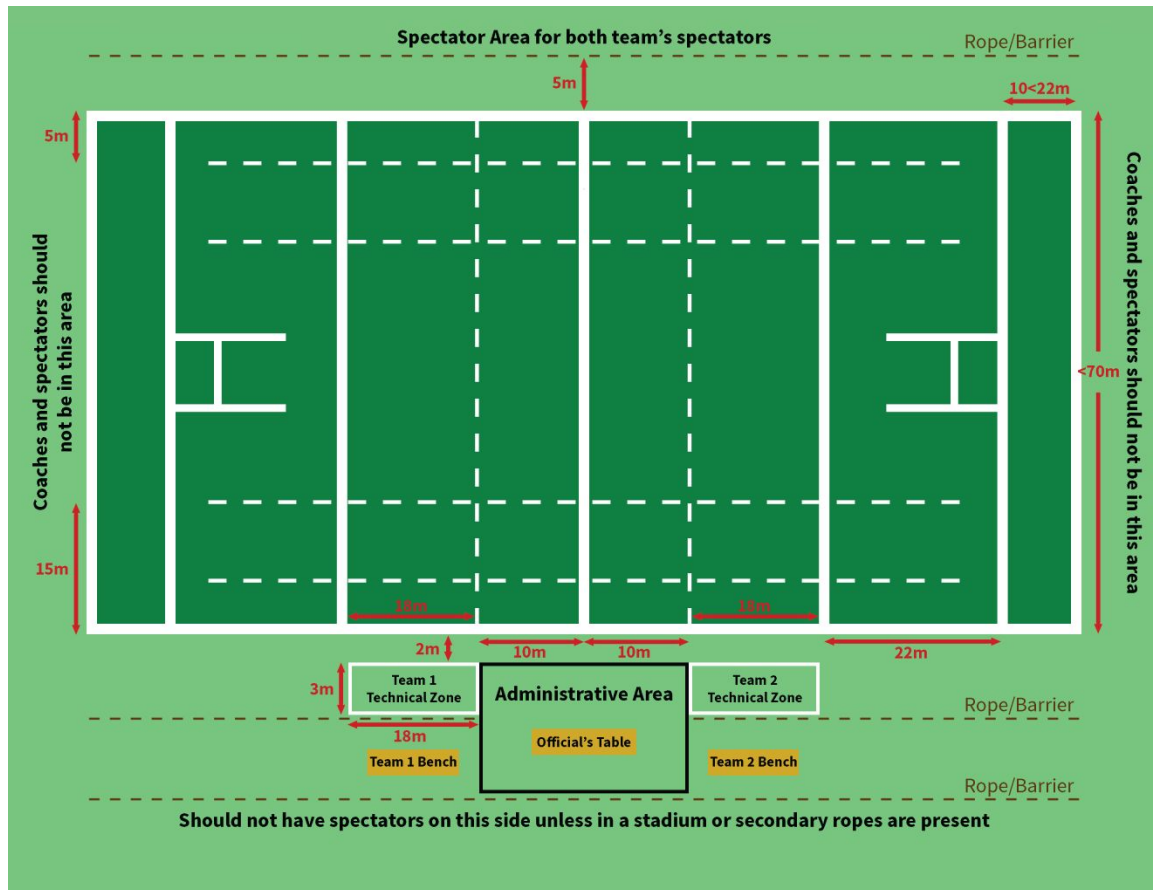 Spectator Area for both team's spectators
Rope/Barrier
5m
10<22m
5m
Coaches and spectators should
not be in this area
Coaches and spectators should not be in this area
<70m
15m
18m
18m
2m
10m
10m
22m
3m
Team 1
Technical Zone
Administrative Area
Team 2
Technical Zone
Rope/Barrier
18m
Official's Table
Team 1 Bench
Team 2 Bench
Rope/Barrier
Should not have spectators on this side unless in a stadium or secondary ropes are present